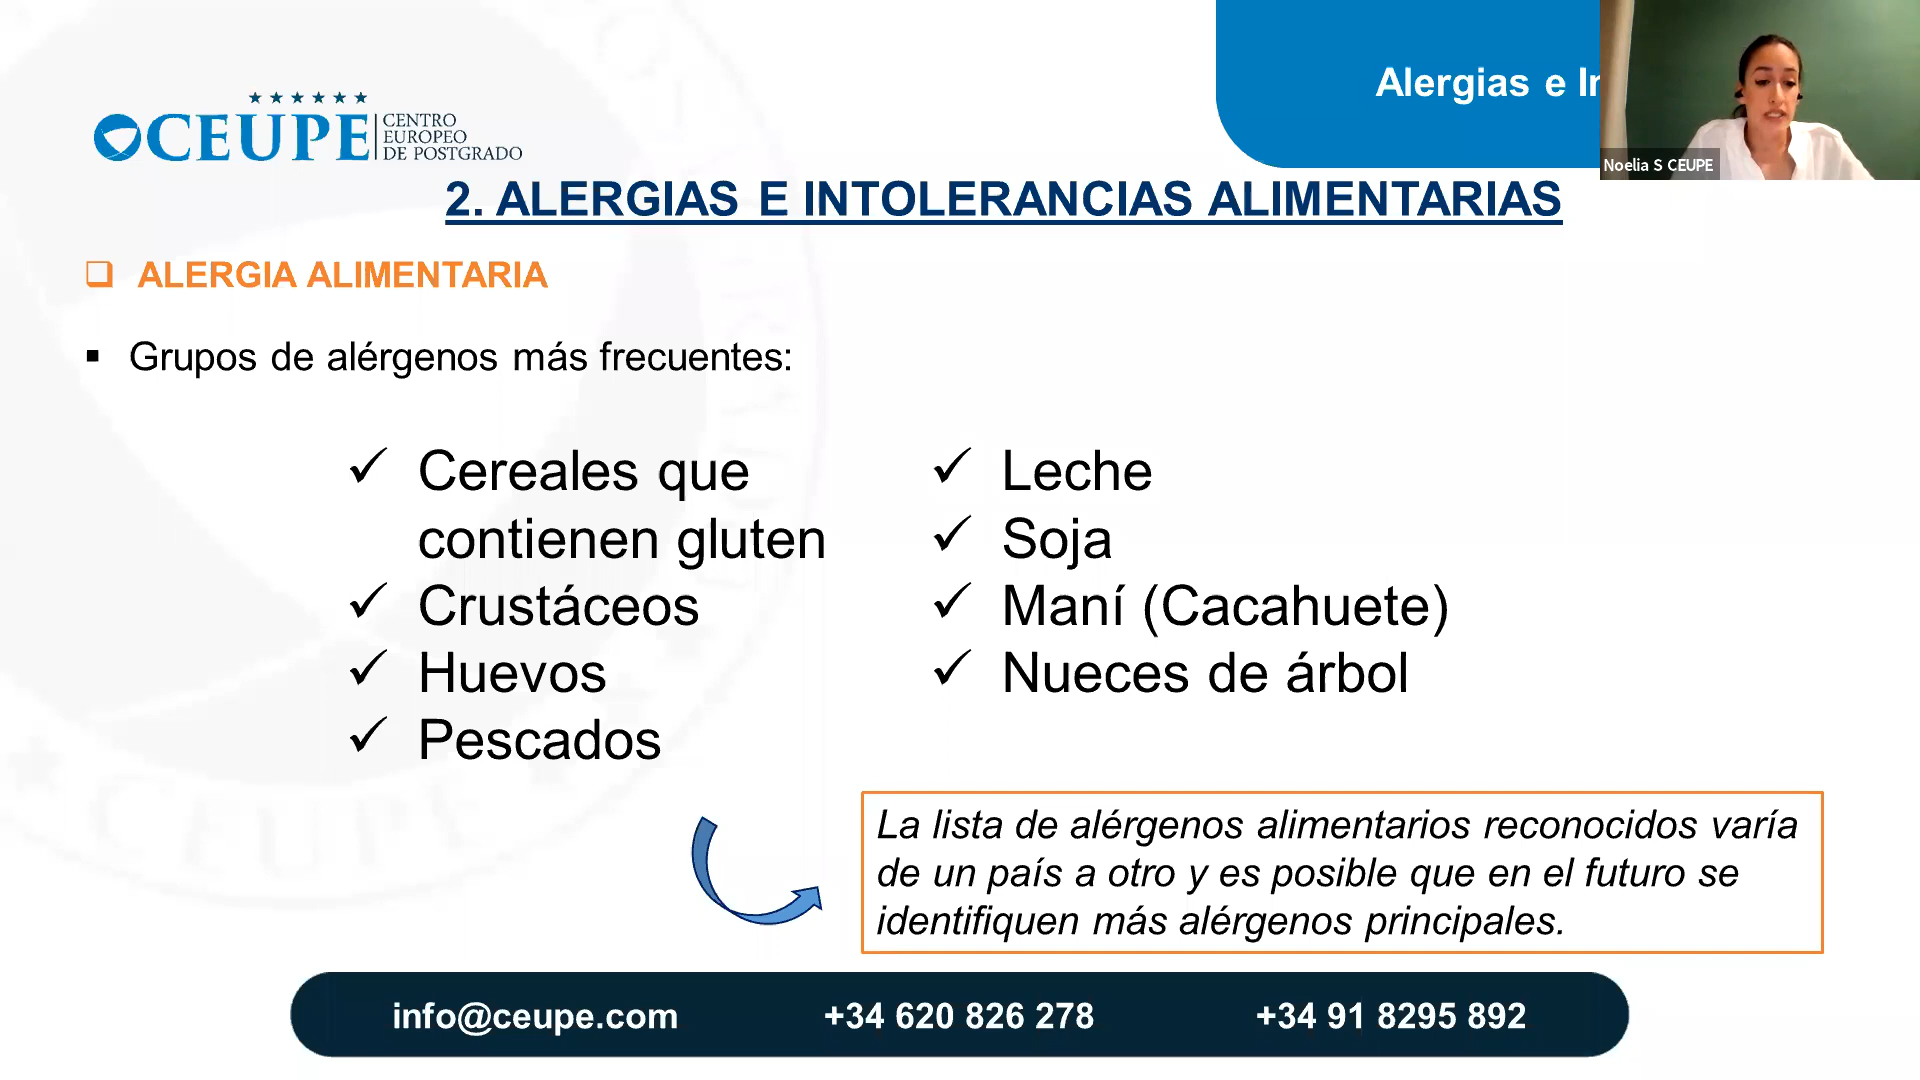 Alergias e In
Noelia S CEUPE
CEUPE
CENTRO
EUROPEO
DE POSTGRADO
2. ALERGIAS E INTOLERANCIAS ALIMENTARIAS
ALERGIA ALIMENTARIA
Grupos de alérgenos más frecuentes:
Cereales que
contienen gluten
Crustáceos
Huevos
Pescados
Leche
Soja
Maní (Cacahuete)
Nueces de árbol
La lista de alérgenos alimentarios reconocidos varía
de un país a otro y es posible que en el futuro se
identifiquen más alérgenos principales.
CEUPE
info@ceupe.com
+34 620 826 278
+34 91 8295 892